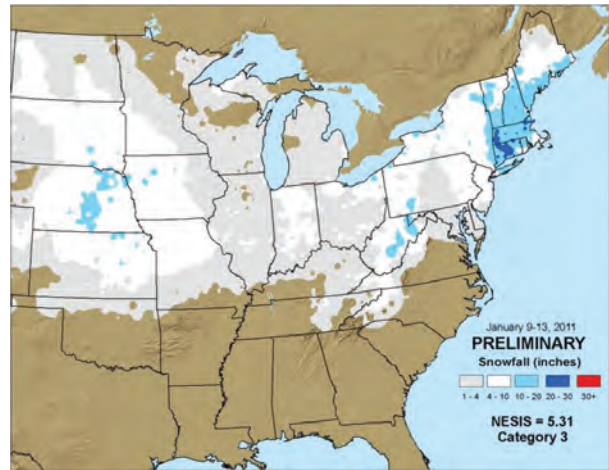 January 9-13, 2011
PRELIMINARY
Snowfall (inches)
1 - 4 4 - 10 10 - 20 20 - 30 30+
NESIS = 5.31
Category 3